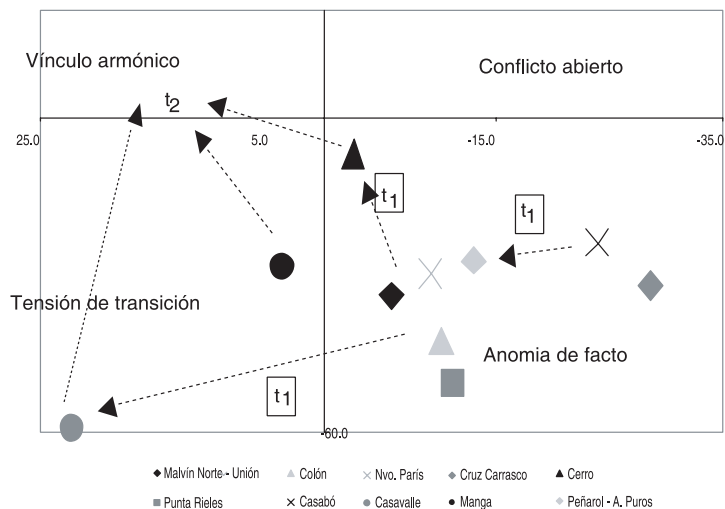 Vínculo armónico
Conflicto abierto
t2
25.0 5.0 -15.0 -35.0
t1
t1
Tensión de transición
Anomia de facto
t1
-60.0
Malvín Norte - Unión Colón Nvo. París Cruz Carrasco Cerro
Punta Rieles Casabó Casavalle Manga Peñarol - A. Puros